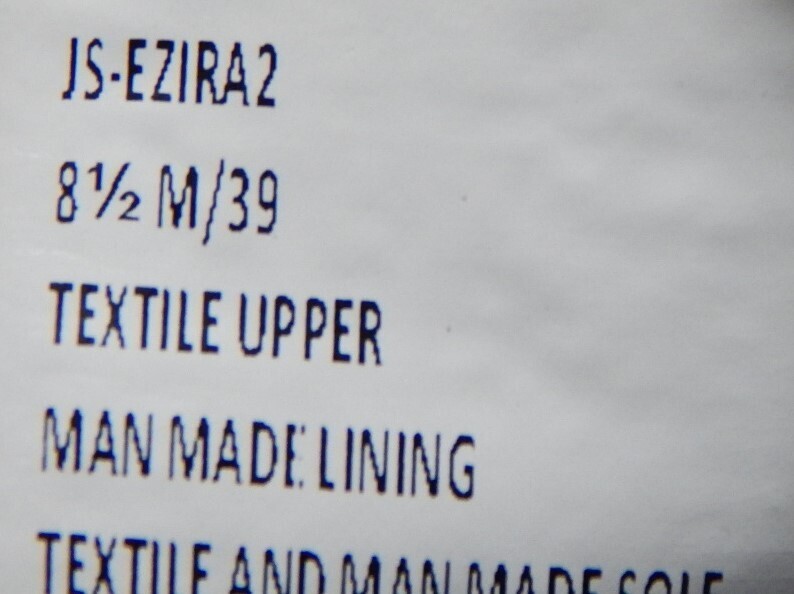 JS-EZIRA2
8½ M/39
TEXTILE UPPER
MAN MADE LINING
TEXTILE AND MAN MADE SOLE